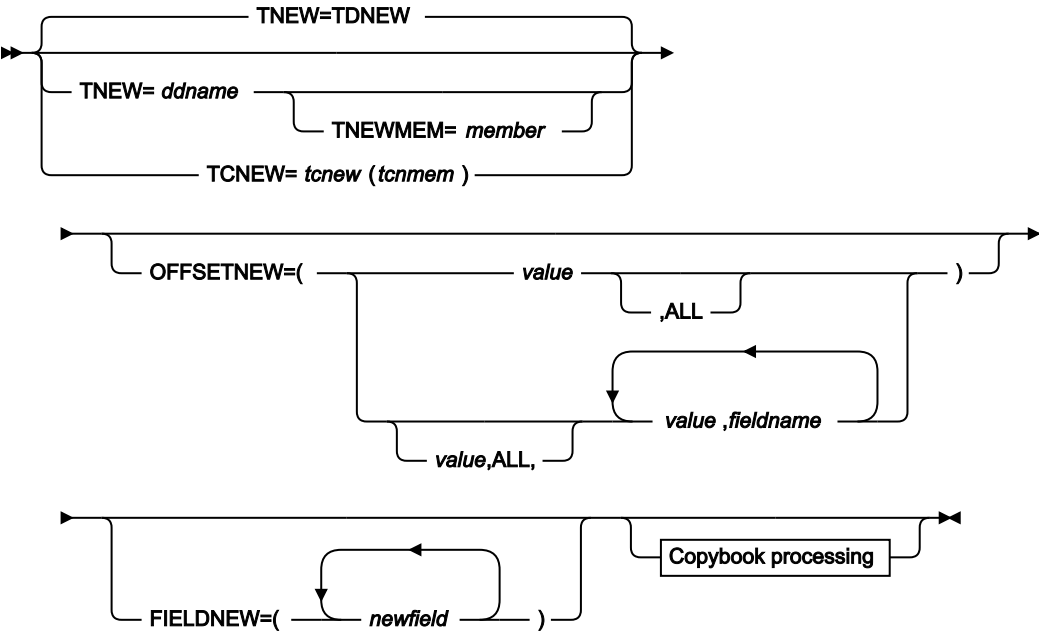 TNEW=TDNEW
TNEW= ddname
TNEWMEM= member
TCNEW= tcnew (tcnmem )
OFFSETNEW=( value )
,ALL
value ,fieldname
value,ALL,
Copybook processing
FIELDNEW=( newfield )